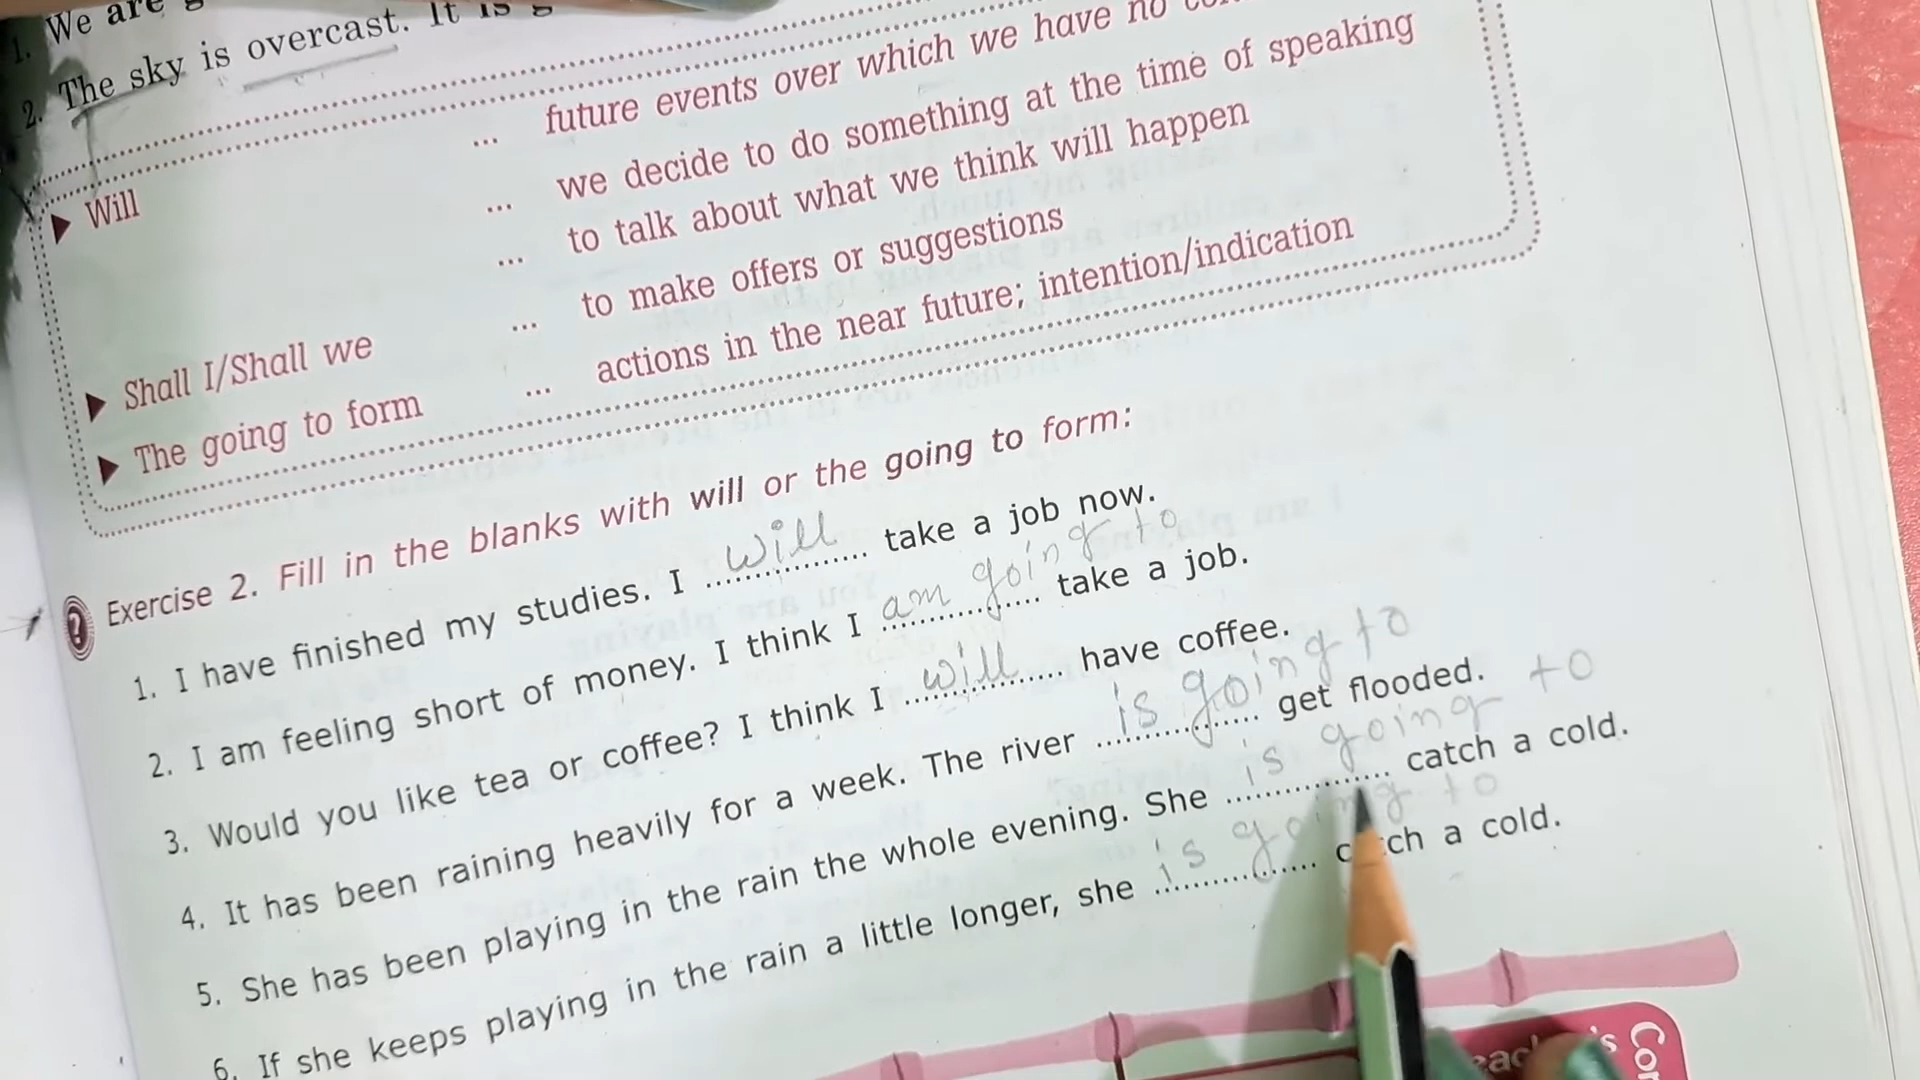 1. We are
2. The sky is overcast. It is g
▶ Will ... future events over which we have no
... we decide to do something at the time of speaking
... to talk about what we think will happen
▶ Shall I/Shall we ... to make offers or suggestions
▶ The going to form ... actions in the near future; intention/indication
? Exercise 2. Fill in the blanks with will or the going to form:
1. I have finished my studies. I will take a job now.
2. I am feeling short of money. I think I am going to take a job.
3. Would you like tea or coffee? I think I will have coffee.
4. It has been raining heavily for a week. The river is going to get flooded.
5. She has been playing in the rain the whole evening. She is going to catch a cold.
6. If she keeps playing in the rain a little longer, she is going to catch a cold.